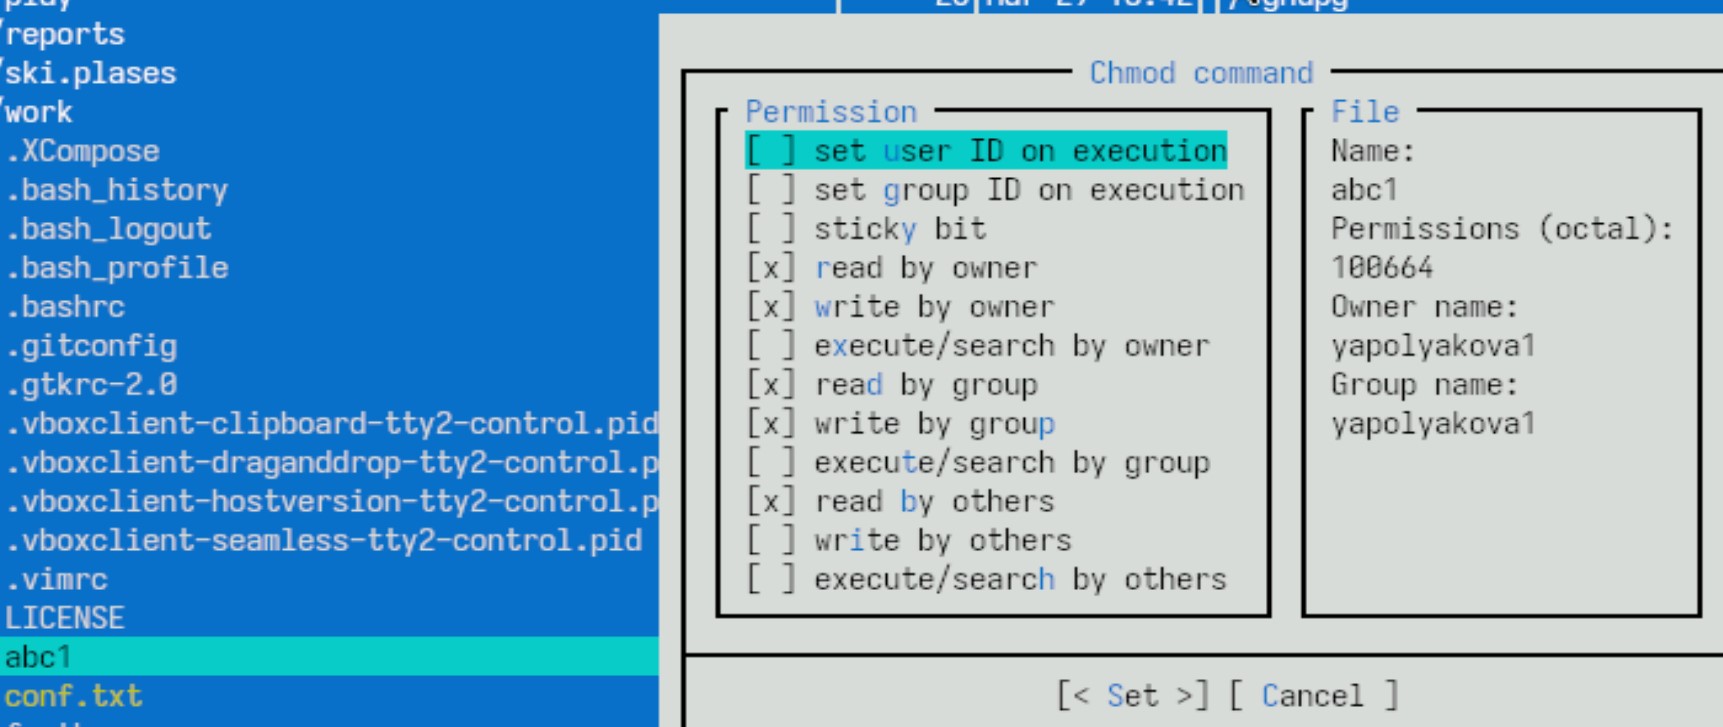 /reports
/ski.plases
/work
.XCompose
.bash_history
.bash_logout
.bash_profile
.bashrc
.gitconfig
.gtkrc-2.0
.vboxclient-clipboard-tty2-control.pid
.vboxclient-draganddrop-tty2-control.p
.vboxclient-hostversion-tty2-control.p
.vboxclient-seamless-tty2-control.pid
.vimrc
LICENSE
abc1
conf.txt
Chmod command
Permission
[ ] set user ID on execution
[ ] set group ID on execution
[ ] sticky bit
[x] read by owner
[x] write by owner
[ ] execute/search by owner
[x] read by group
[x] write by group
[ ] execute/search by group
[x] read by others
[ ] write by others
[ ] execute/search by others
File
Name:
abc1
Permissions (octal):
100664
Owner name:
yapolyakova1
Group name:
yapolyakova1
[< Set >] [ Cancel ]